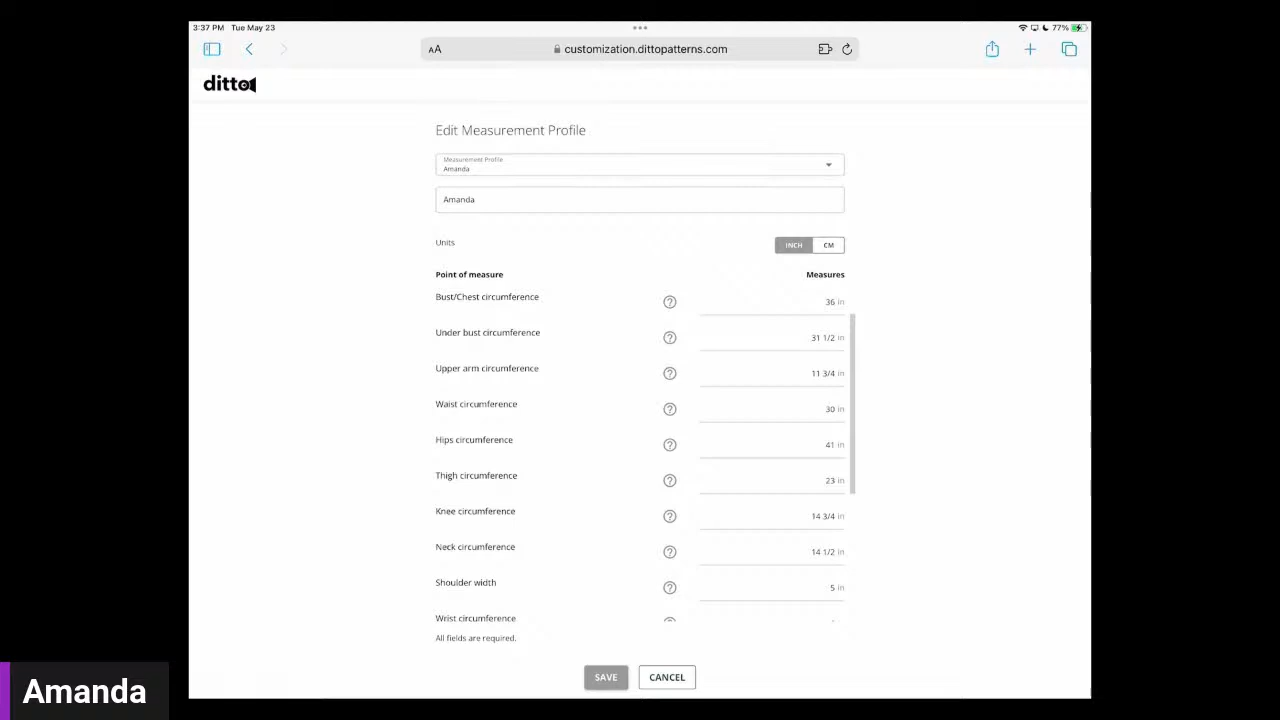 3:37 PM Tue May 23
77%
AA
customization.dittopatterns.com
ditto
Edit Measurement Profile
Measurement Profile
Amanda
Amanda
Units
INCH CM
Point of measure Measures
Bust/Chest circumference ? 36 in
Under bust circumference ? 31 1/2 in
Upper arm circumference ? 11 3/4 in
Waist circumference ? 30 in
Hips circumference ? 41 in
Thigh circumference ? 23 in
Knee circumference ? 14 3/4 in
Neck circumference ? 14 1/2 in
Shoulder width ? 5 in
Wrist circumference
All fields are required.
SAVE CANCEL
Amanda